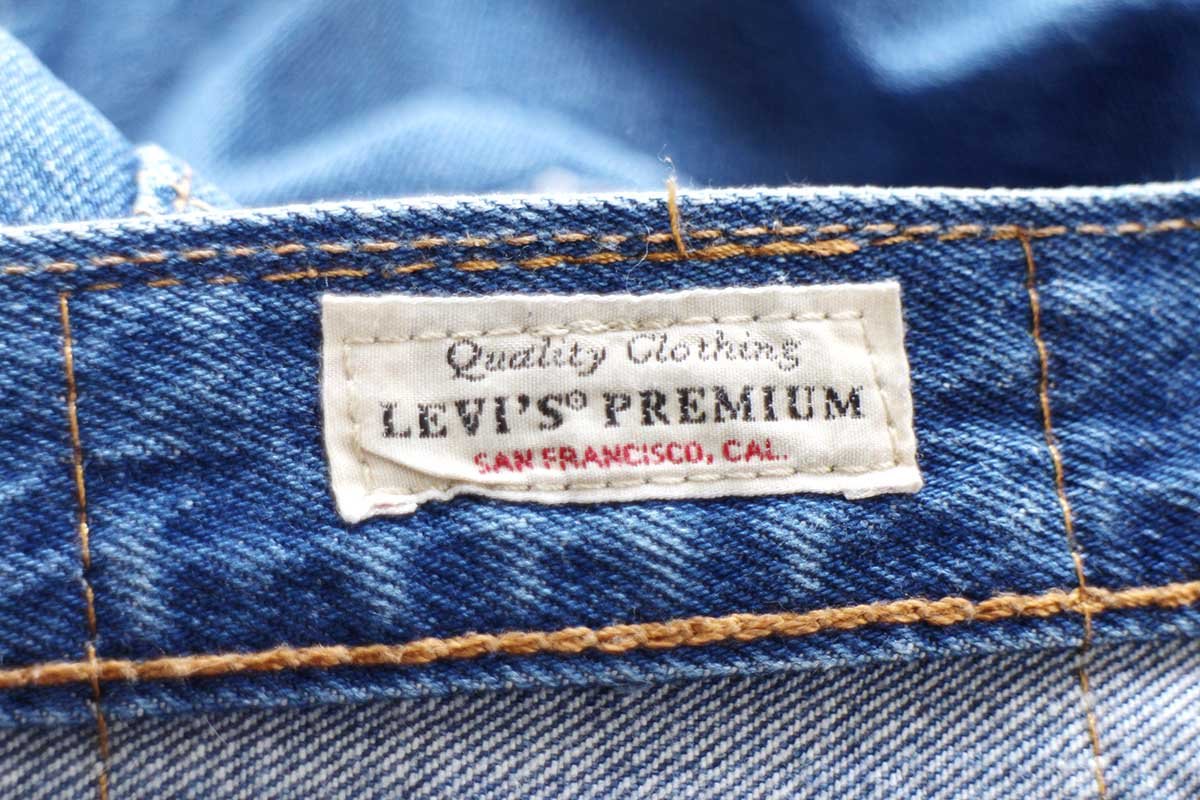 Quality Clothing
LEVI'S® PREMIUM
SAN FRANCISCO, CAL.